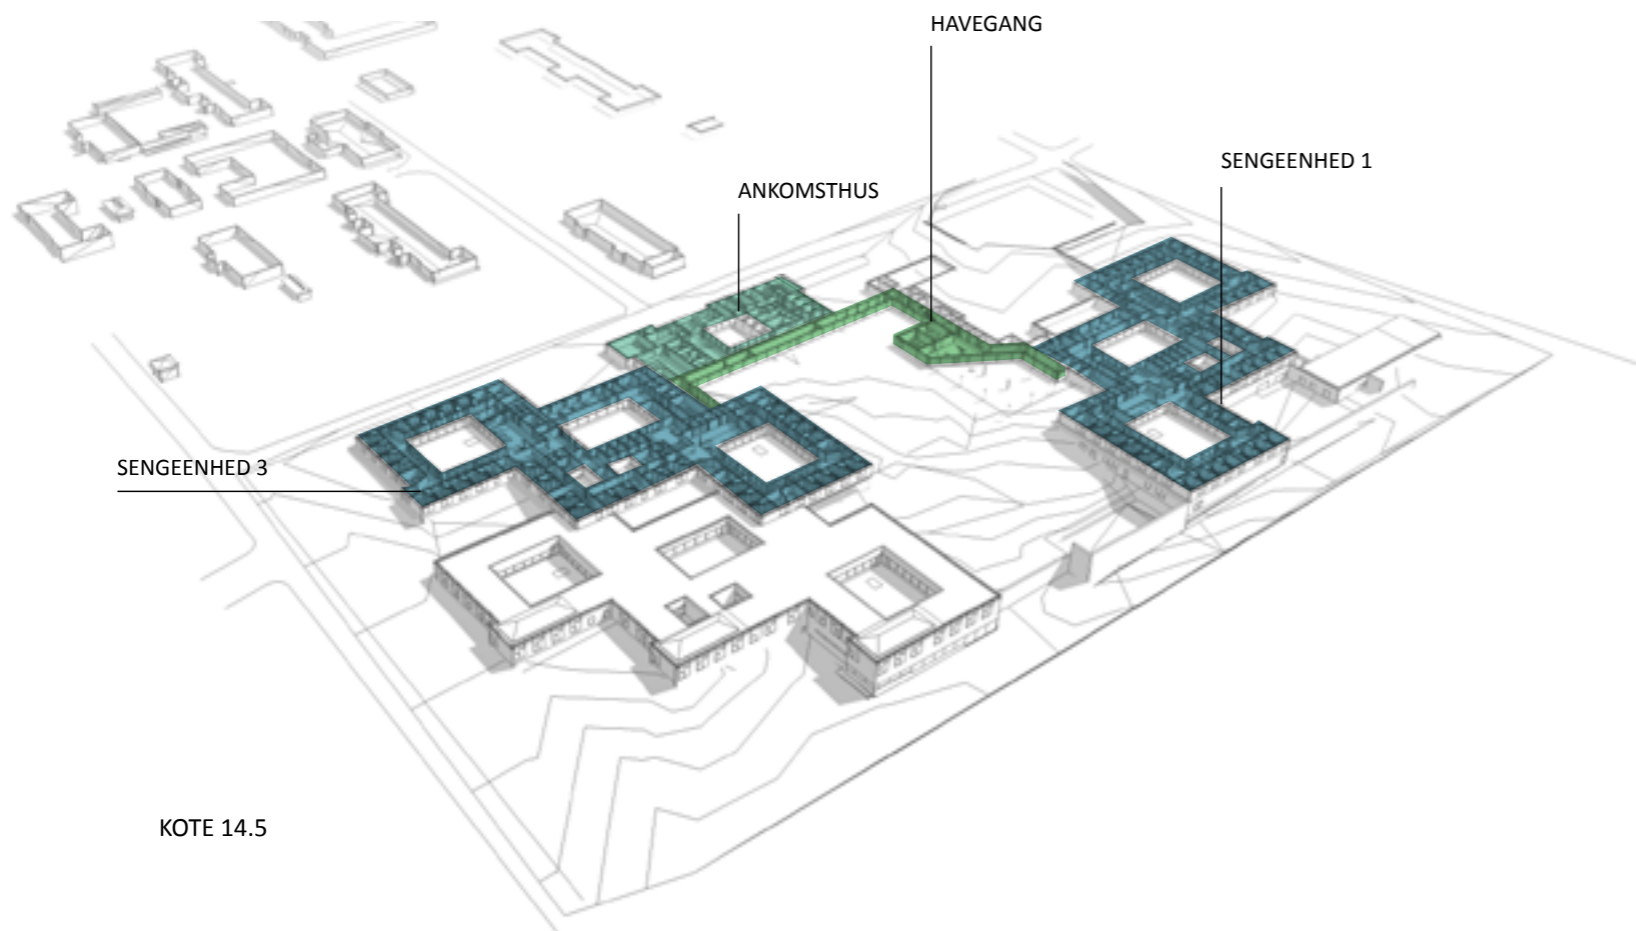 HAVEGANG
SENGEENHED 1
ANKOMSTHUS
SENGEENHED 3
KOTE 14.5